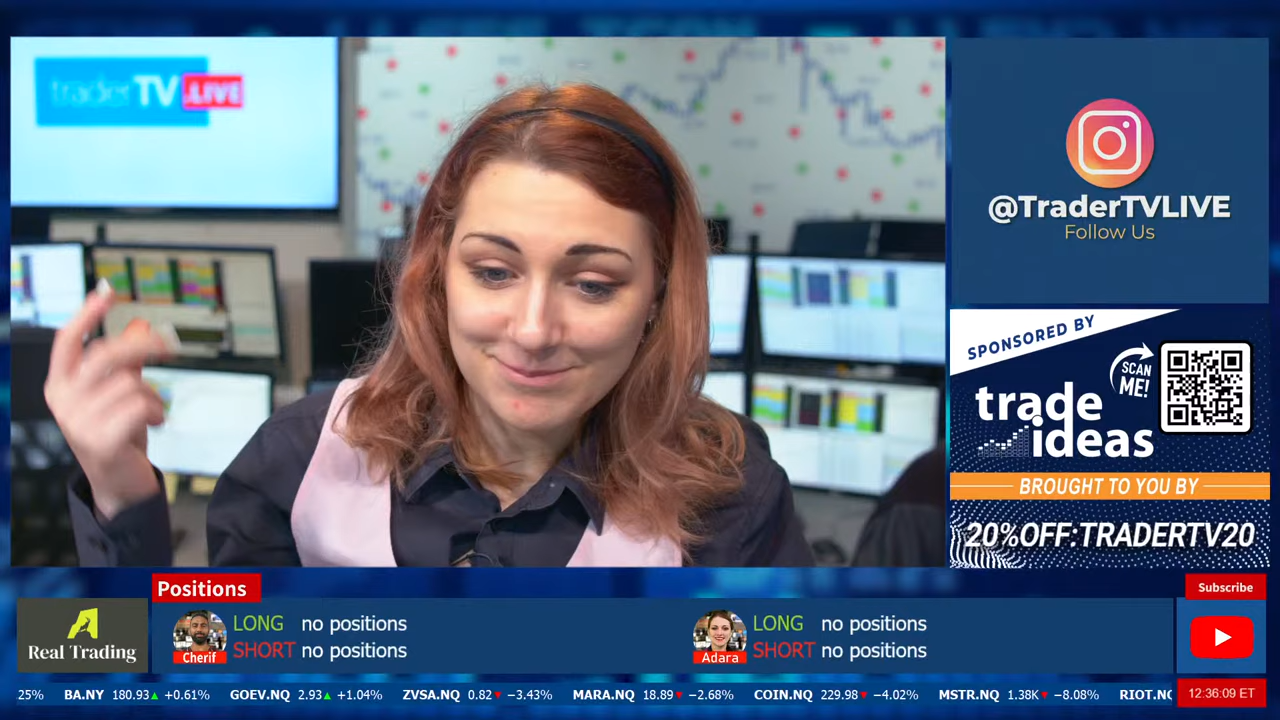 traderTV.LIVE
@TraderTVLIVE
Follow Us
SPONSORED BY
SCAN
ME!
trade
ideas
BROUGHT TO YOU BY
20%OFF:TRADERTV20
Positions
Subscribe
Real Trading
Cherif
LONG no positions
SHORT no positions
Adara
LONG no positions
SHORT no positions
25% BA.NY 180.93▲ +0.61% GOEV.NQ 2.93▲ +1.04% ZVSA.NQ 0.82▼ −3.43% MARA.NQ 18.89▼ −2.68% COIN.NQ 229.98▼ −4.02% MSTR.NQ 1.38K▼ −8.08% RIOT.NQ
12:36:09 ET